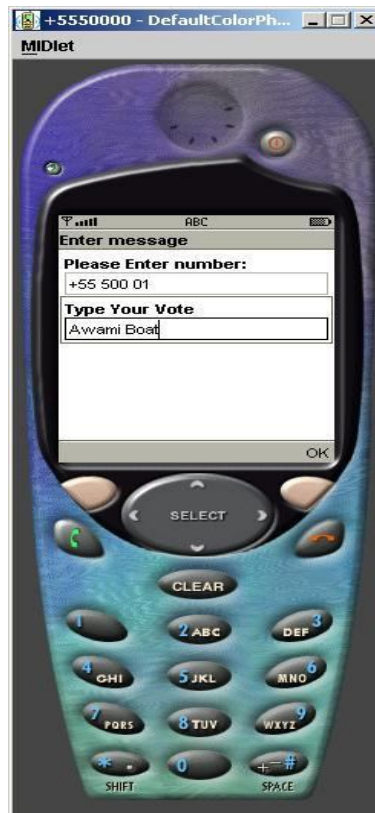 +5550000 - DefaultColorPh...
MIDlet
ABC
Enter message
Please Enter number:
+55 500 01
Type Your Vote
Awami Boat
OK
SELECT
CLEAR
1
2 ABC
DEF 3
4 GHI
5 JKL
MNO 6
7 PQRS
8 TUV
WXYZ 9
* .
0
+-#
SHIFT
SPACE